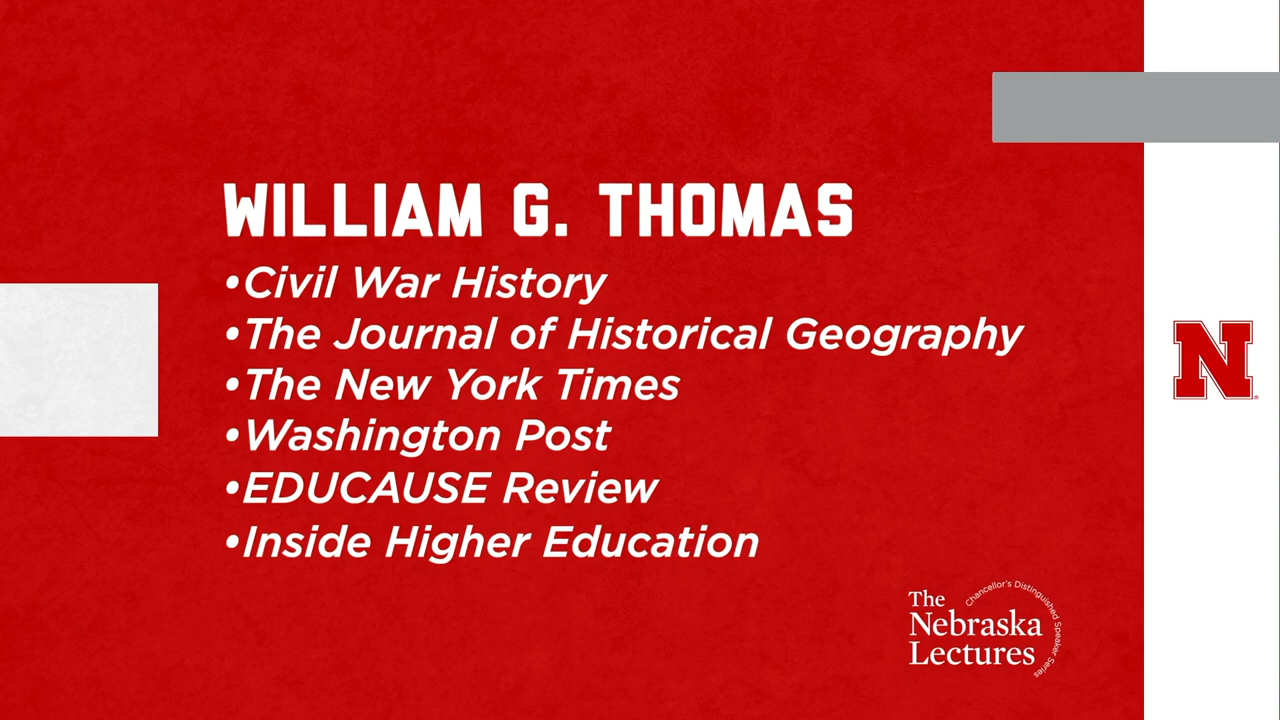 WILLIAM G. THOMAS
•Civil War History
•The Journal of Historical Geography
•The New York Times
•Washington Post
•EDUCAUSE Review
•Inside Higher Education
N
The
Nebraska
Lectures
Chancellor's Distinguished Speaker Series